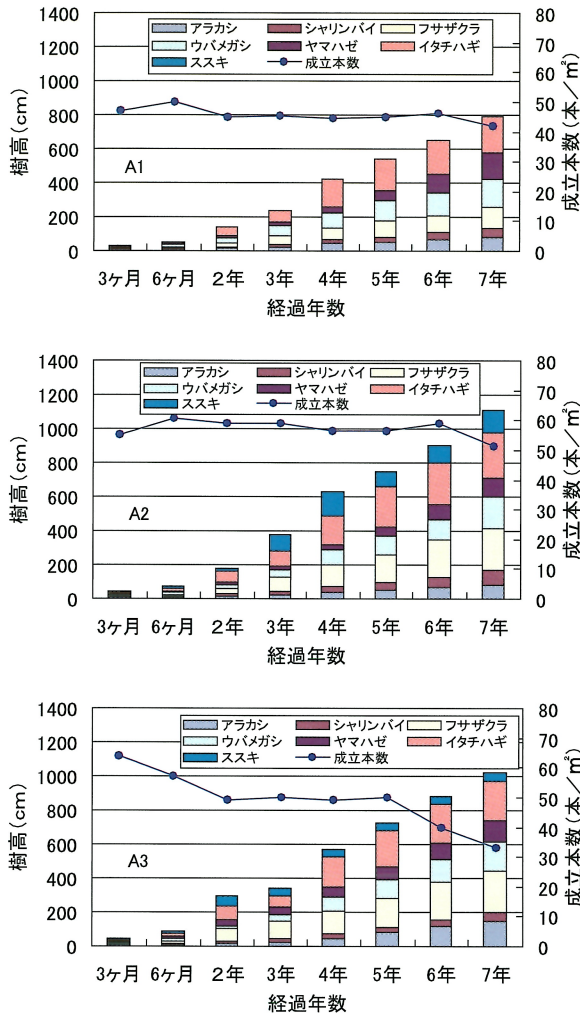 樹高(cm)
1400
1200
1000
800
600
400
200
0
アラカシ シャリンバイ フサザクラ
ウバメガシ ヤマハゼ イタチハギ
ススキ 成立本数
A1
80
70
60
50
40
30
20
10
0
成立本数(本/㎡)
3ヶ月 6ヶ月 2年 3年 4年 5年 6年 7年
経過年数
樹高(cm)
1400
1200
1000
800
600
400
200
0
アラカシ シャリンバイ フサザクラ
ウバメガシ ヤマハゼ イタチハギ
ススキ 成立本数
A2
80
70
60
50
40
30
20
10
0
成立本数(本/㎡)
3ヶ月 6ヶ月 2年 3年 4年 5年 6年 7年
経過年数
樹高(cm)
1400
1200
1000
800
600
400
200
0
アラカシ シャリンバイ フサザクラ
ウバメガシ ヤマハゼ イタチハギ
ススキ 成立本数
A3
80
70
60
50
40
30
20
10
0
成立本数(本/㎡)
3ヶ月 6ヶ月 2年 3年 4年 5年 6年 7年
経過年数